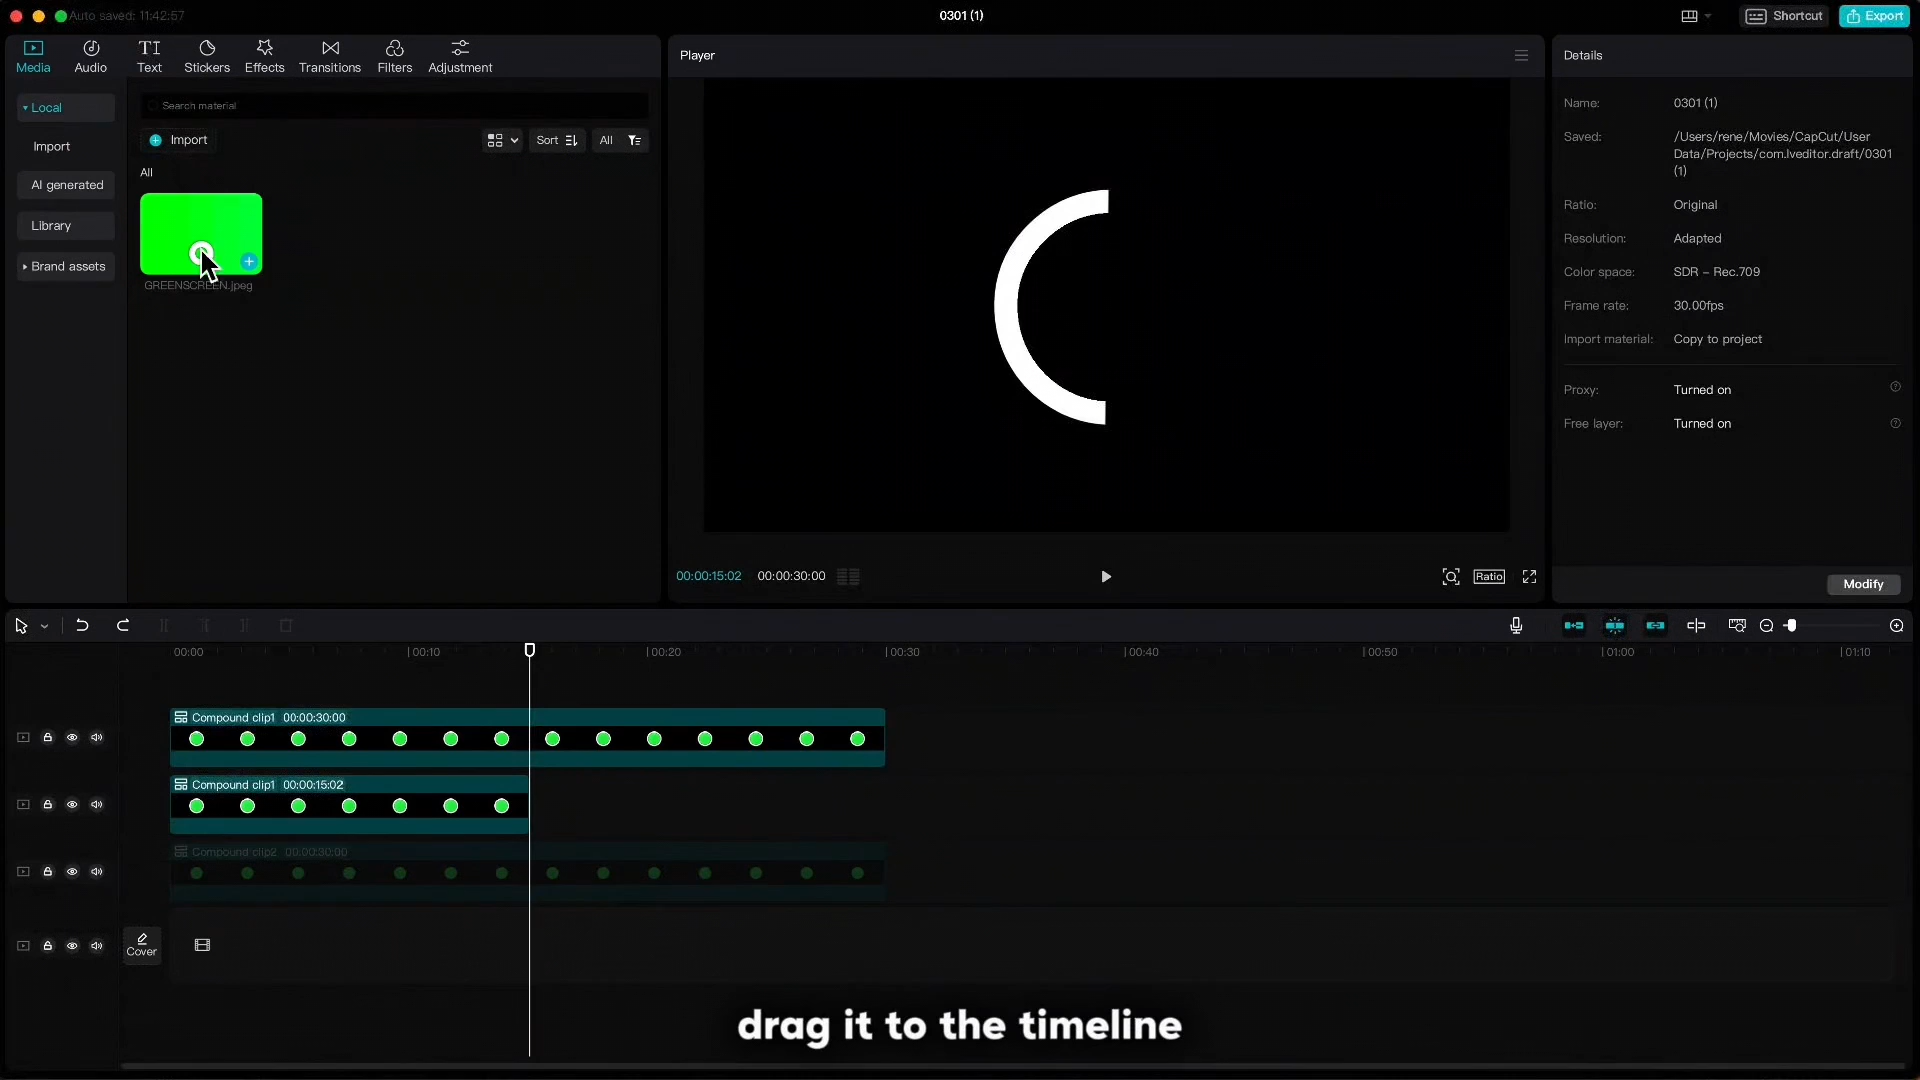 Auto saved: 11:42:57
0301 (1)
Shortcut
Export
Media
Audio
Text
Stickers
Effects
Transitions
Filters
Adjustment
Local
Import
AI generated
Library
Brand assets
Search material
Import
Sort
All
All
GREENSCREEN.jpeg
Player
00:00:15:02
00:00:30:00
Ratio
Details
Name: 0301 (1)
Saved: /Users/rene/Movies/CapCut/User
Data/Projects/com.lveditor.draft/0301
(1)
Ratio: Original
Resolution: Adapted
Color space: SDR – Rec.709
Frame rate: 30.00fps
Import material: Copy to project
Proxy: Turned on
Free layer: Turned on
Modify
00:00
00:10
00:20
00:30
00:40
00:50
01:00
01:10
Compound clip1 00:00:30:00
Compound clip1 00:00:15:02
Compound clip2 00:00:30:00
Cover
drag it to the timeline